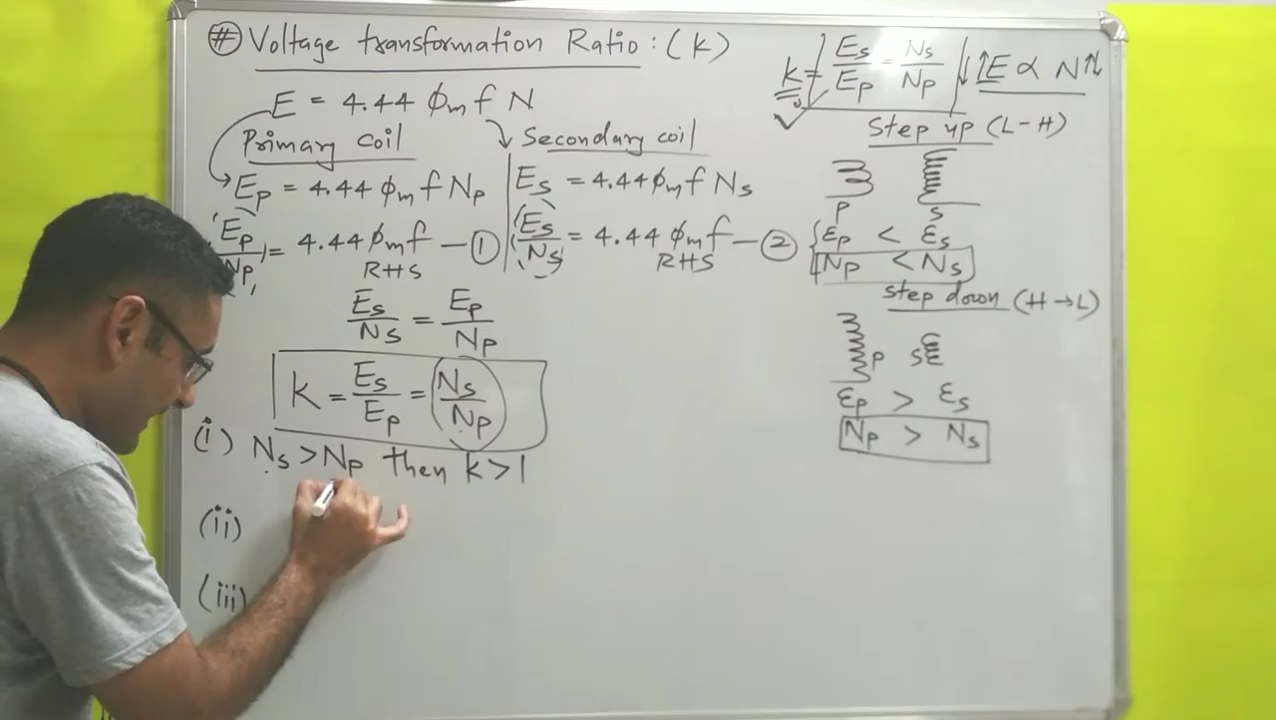 # Voltage transformation Ratio : (k)
E = 4.44 ϕm f N
Primary coil
Ep = 4.44 ϕm f Np
Ep/Np = 4.44 ϕm f — ①
RHS
Secondary coil
Es = 4.44 ϕm f Ns
Es/Ns = 4.44 ϕm f — ②
RHS
Es/Ns = Ep/Np
k = Es/Ep = Ns/Np
(i) Ns > Np then k > 1
(ii)
(iii)
k = Es/Ep = Ns/Np ↓ ↑E ∝ N↑↓
Step up (L-H)
P S
Ep < Es
Np < Ns
Step down (H → L)
P S
Ep > Es
Np > Ns